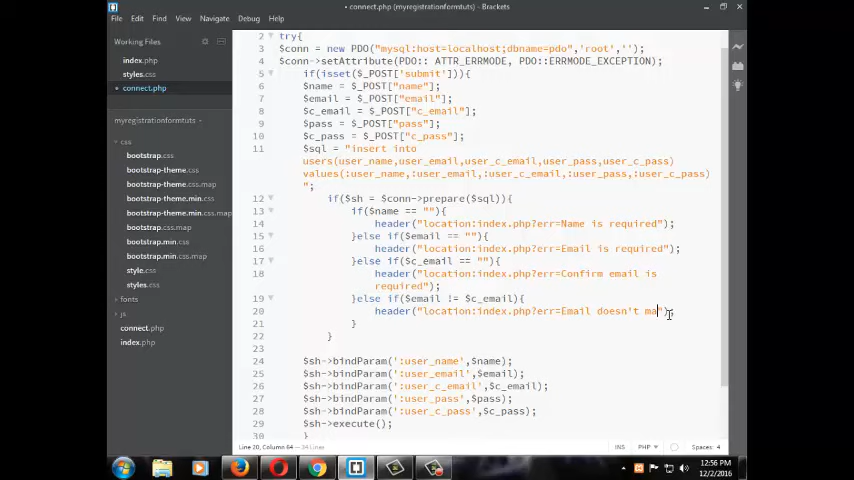 • connect.php (myregistrationformtuts) - Brackets
File Edit Find View Navigate Debug Help
Working Files
index.php
styles.css
connect.php
myregistrationformtuts
css
bootstrap.css
bootstrap-theme.css
bootstrap-theme.css.map
bootstrap-theme.min.css
bootstrap-theme.min.css.map
bootstrap.css.map
bootstrap.min.css
bootstrap.min.css.map
style.css
styles.css
fonts
js
connect.php
index.php
2 try{
3 $conn = new PDO("mysql:host=localhost;dbname=pdo",'root','');
4 $conn->setAttribute(PDO:: ATTR_ERRMODE, PDO::ERRMODE_EXCEPTION);
5 if(isset($_POST['submit'])){
6 $name = $_POST["name"];
7 $email = $_POST["email"];
8 $c_email = $_POST["c_email"];
9 $pass = $_POST["pass"];
10 $c_pass = $_POST["c_pass"];
11 $sql = "insert into
users(user_name,user_email,user_c_email,user_pass,user_c_pass)
values(:user_name,:user_email,:user_c_email,:user_pass,:user_c_pass)
";
12 if($sh = $conn->prepare($sql)){
13 if($name == ""){
14 header("location:index.php?err=Name is required");
15 }else if($email == ""){
16 header("location:index.php?err=Email is required");
17 }else if($c_email == ""){
18 header("location:index.php?err=Confirm email is
required");
19 }else if($email != $c_email){
20 header("location:index.php?err=Email doesn't ma");
21 }
22 }
23
24 $sh->bindParam(':user_name',$name);
25 $sh->bindParam(':user_email',$email);
26 $sh->bindParam(':user_c_email',$c_email);
27 $sh->bindParam(':user_pass',$pass);
28 $sh->bindParam(':user_c_pass',$c_pass);
29 $sh->execute();
30 }
Line 20, Column 64 — 34 Lines
INS PHP Spaces: 4
12:56 PM
12/2/2016